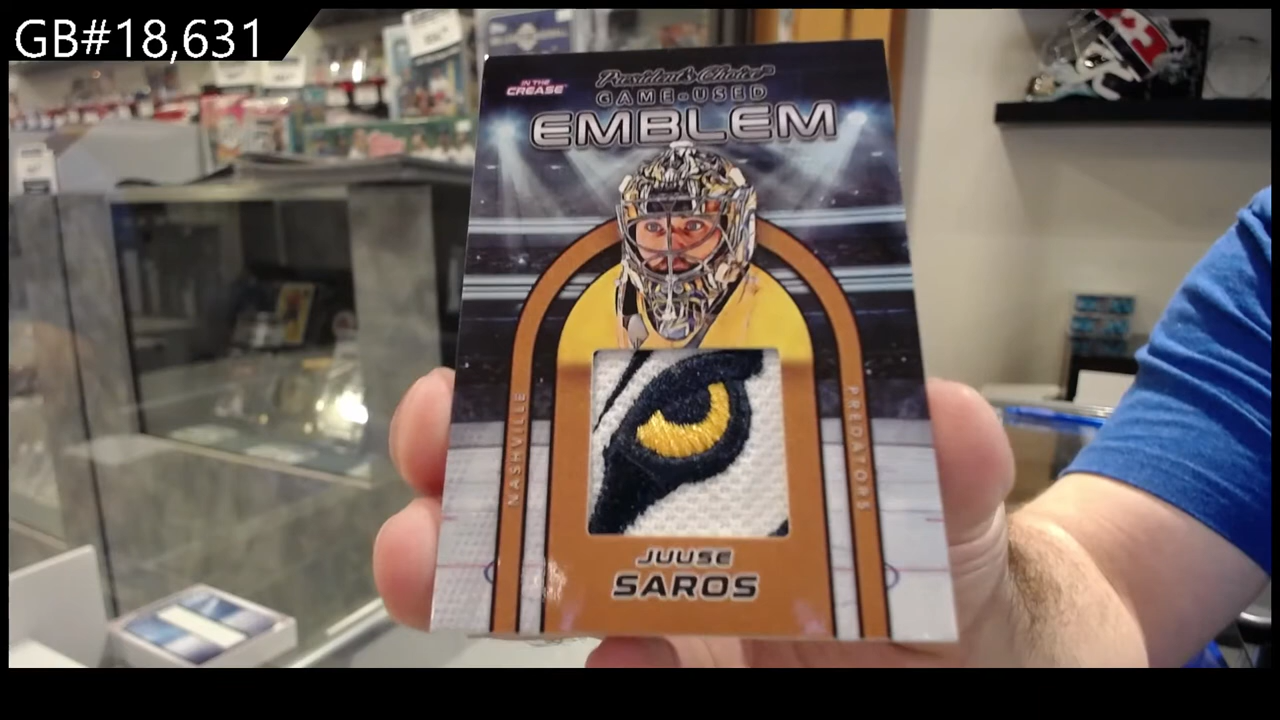 GB#18,631
IN THE
CREASE
President's Choice
GAME-USED
EMBLEM
NASHVILLE
PREDATORS
JUUSE
SAROS